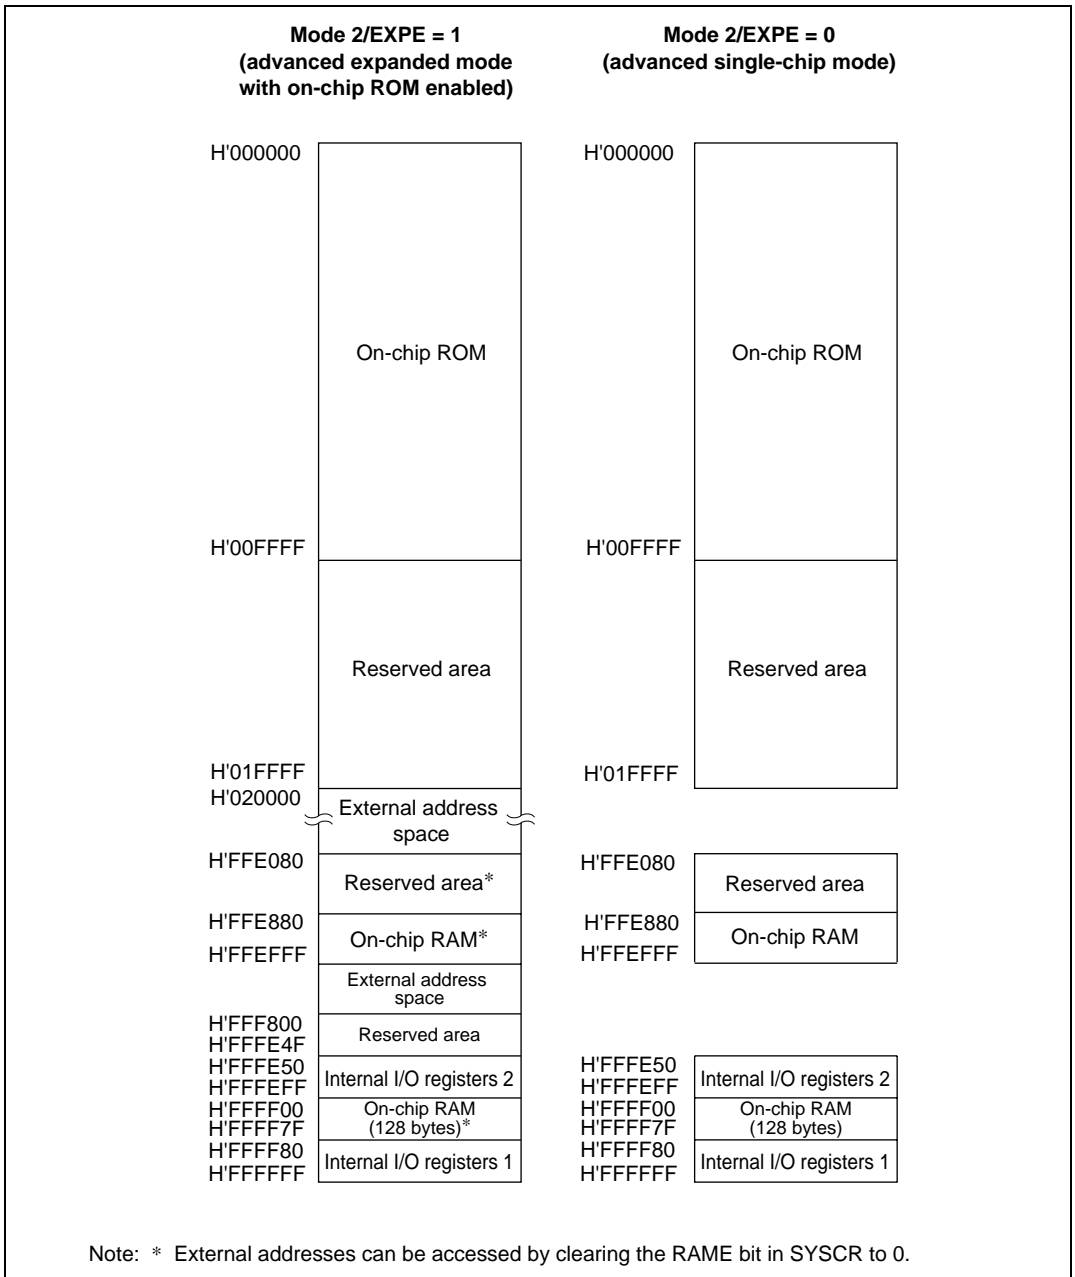 Mode 2/EXPE = 1
(advanced expanded mode
with on-chip ROM enabled)
H'000000
On-chip ROM
H'00FFFF
Reserved area
H'01FFFF
H'020000
External address
space
H'FFE080
Reserved area*
H'FFE880
On-chip RAM*
H'FFEFFF
External address
space
H'FFF800
Reserved area
H'FFFE4F
H'FFFE50
Internal I/O registers 2
H'FFFEFF
H'FFFF00
On-chip RAM
(128 bytes)*
H'FFFF7F
H'FFFF80
Internal I/O registers 1
H'FFFFFF
Mode 2/EXPE = 0
(advanced single-chip mode)
H'000000
On-chip ROM
H'00FFFF
Reserved area
H'01FFFF
H'FFE080
Reserved area
H'FFE880
On-chip RAM
H'FFEFFF
H'FFFE50
Internal I/O registers 2
H'FFFEFF
H'FFFF00
On-chip RAM
(128 bytes)
H'FFFF7F
H'FFFF80
Internal I/O registers 1
H'FFFFFF
Note: * External addresses can be accessed by clearing the RAME bit in SYSCR to 0.